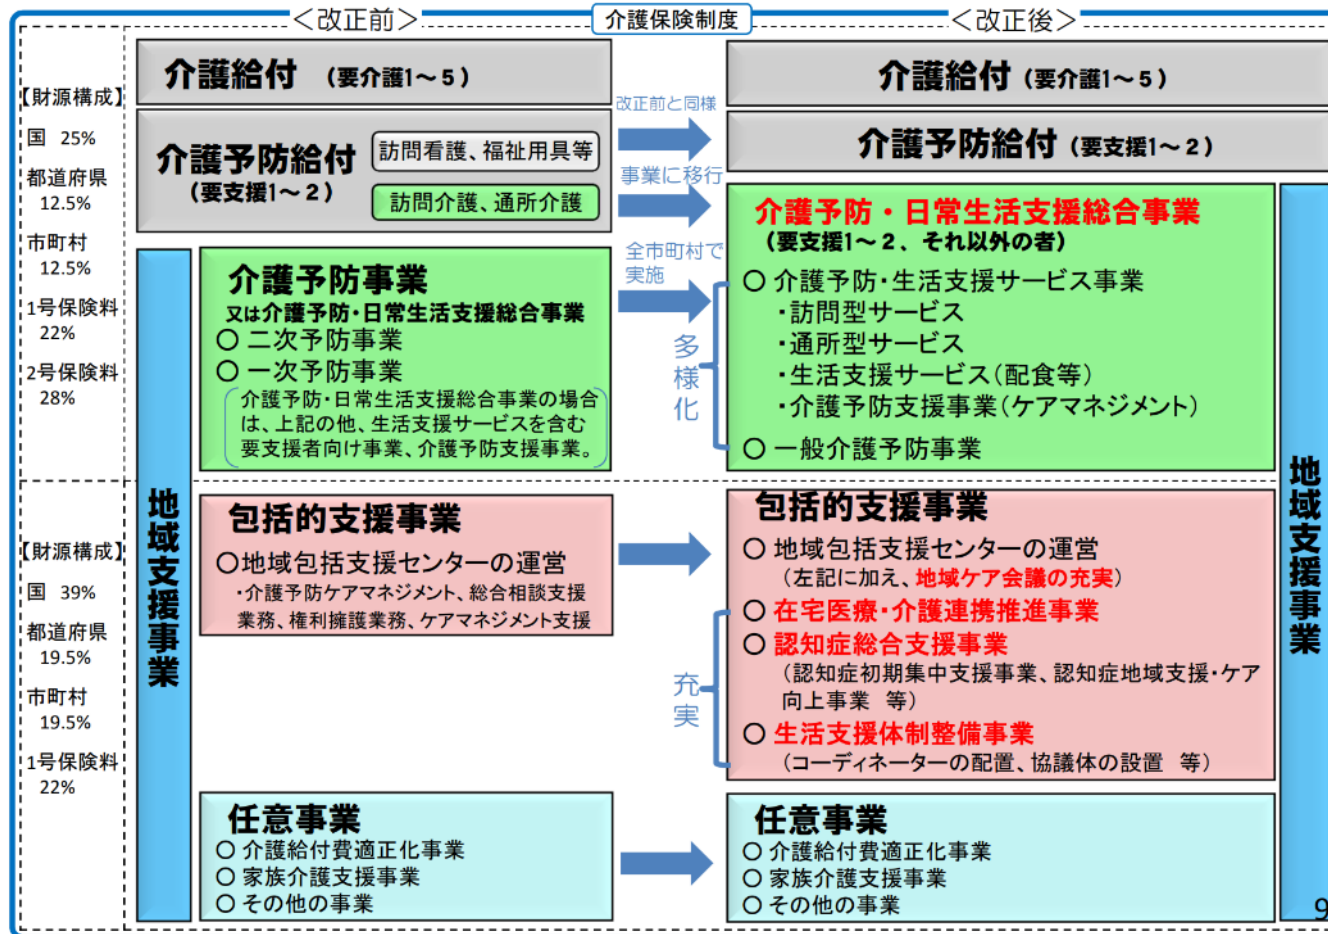 ＜改正前＞
介護保険制度
＜改正後＞
【財源構成】
国 25%
都道府県
12.5%
市町村
12.5%
1号保険料
22%
2号保険料
28%
【財源構成】
国 39%
都道府県
19.5%
市町村
19.5%
1号保険料
22%
介護給付 （要介護1～5）
介護予防給付
（要支援1～2）
訪問看護、福祉用具等
訪問介護、通所介護
地域支援事業
介護予防事業
又は介護予防・日常生活支援総合事業
○ 二次予防事業
○ 一次予防事業
介護予防・日常生活支援総合事業の場合
は、上記の他、生活支援サービスを含む
要支援者向け事業、介護予防支援事業。
包括的支援事業
○地域包括支援センターの運営
・介護予防ケアマネジメント、総合相談支援
業務、権利擁護業務、ケアマネジメント支援
任意事業
○ 介護給付費適正化事業
○ 家族介護支援事業
○ その他の事業
改正前と同様
事業に移行
全市町村で
実施
多様化
充実
介護給付（要介護1～5）
介護予防給付（要支援1～2）
介護予防・日常生活支援総合事業
（要支援1～2、それ以外の者）
○ 介護予防・生活支援サービス事業
・訪問型サービス
・通所型サービス
・生活支援サービス（配食等）
・介護予防支援事業（ケアマネジメント）
○ 一般介護予防事業
包括的支援事業
○ 地域包括支援センターの運営
（左記に加え、地域ケア会議の充実）
○ 在宅医療・介護連携推進事業
○ 認知症総合支援事業
（認知症初期集中支援事業、認知症地域支援・ケア
向上事業 等）
○ 生活支援体制整備事業
（コーディネーターの配置、協議体の設置 等）
任意事業
○ 介護給付費適正化事業
○ 家族介護支援事業
○ その他の事業
地域支援事業
9